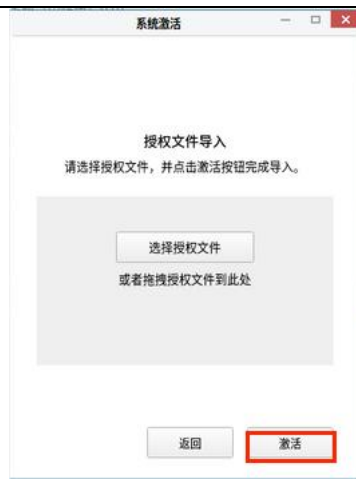 系统激活
授权文件导入
请选择授权文件，并点击激活按钮完成导入。
选择授权文件
或者拖拽授权文件到此处
返回
激活